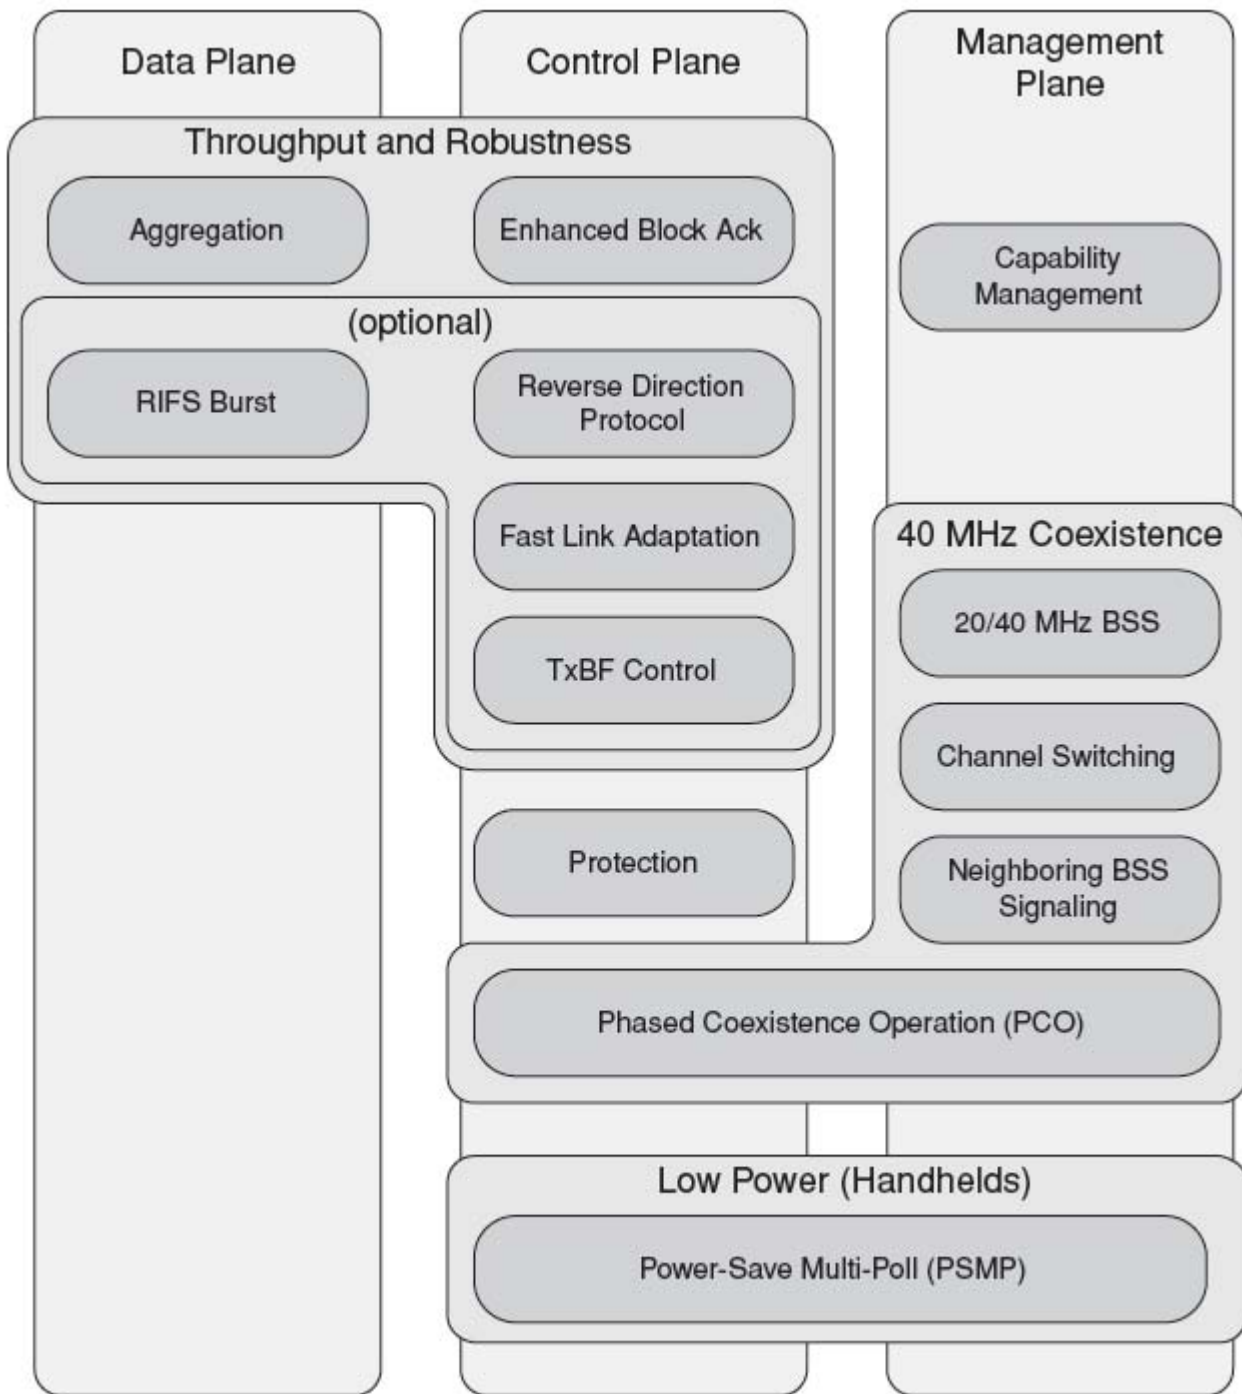 Data Plane
Control Plane
Management
Plane
Throughput and Robustness
Aggregation
Enhanced Block Ack
Capability
Management
(optional)
RIFS Burst
Reverse Direction
Protocol
Fast Link Adaptation
40 MHz Coexistence
20/40 MHz BSS
TxBF Control
Channel Switching
Protection
Neighboring BSS
Signaling
Phased Coexistence Operation (PCO)
Low Power (Handhelds)
Power-Save Multi-Poll (PSMP)